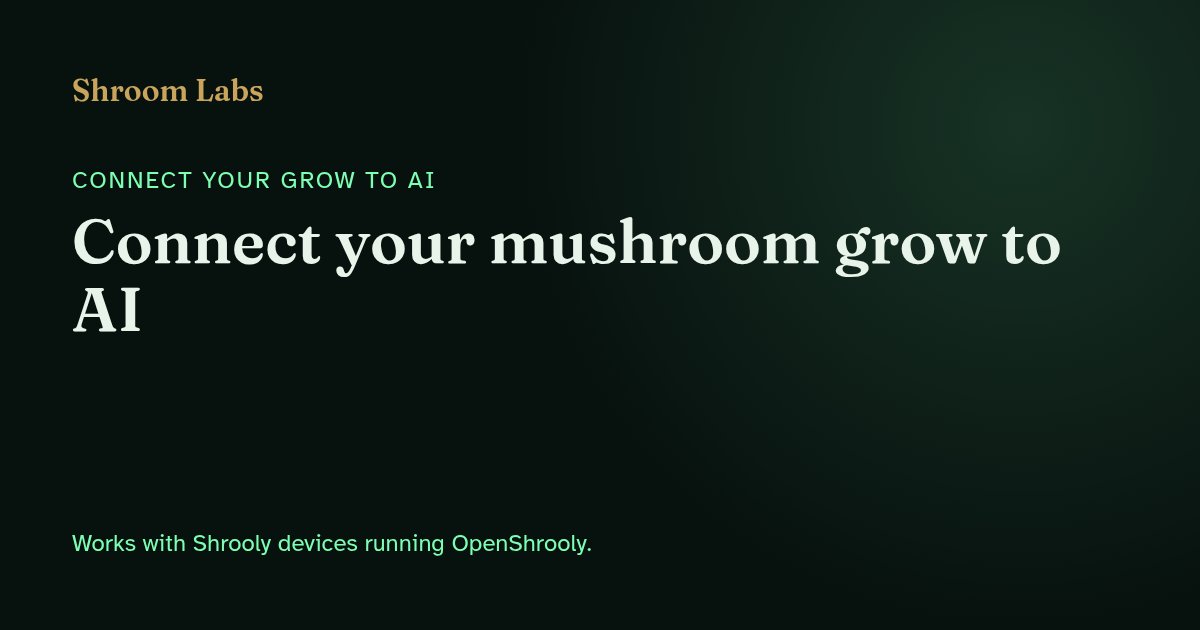 Shroom Labs
CONNECT YOUR GROW TO AI
Connect your mushroom grow to
AI
Works with Shrooly devices running OpenShrooly.